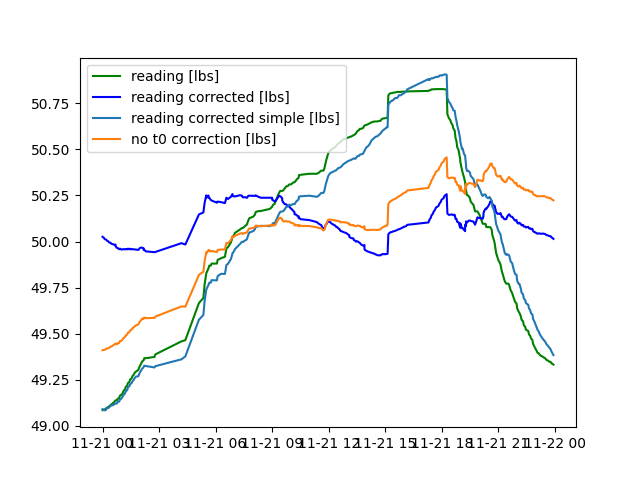 reading [lbs]
reading corrected [lbs]
reading corrected simple [lbs]
no t0 correction [lbs]
50.75
50.50
50.25
50.00
49.75
49.50
49.25
49.00
11-21 00 11-21 03 11-21 06 11-21 09 11-21 12 11-21 15 11-21 18 11-21 21 11-22 00